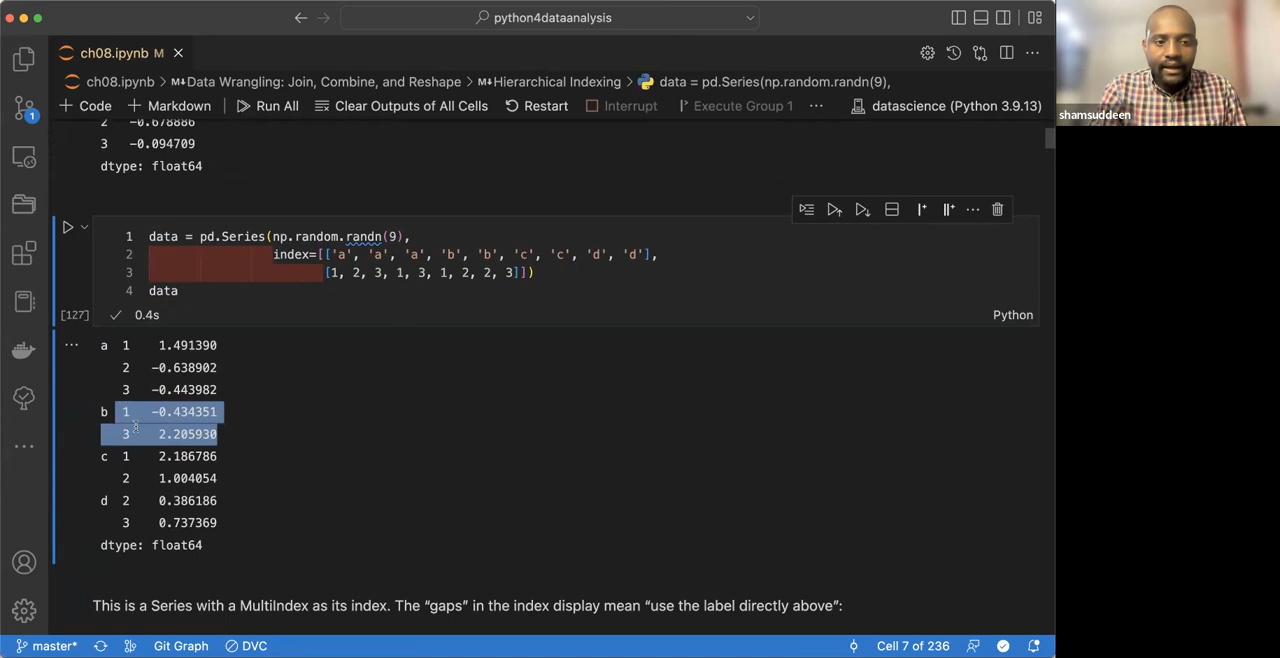 python4dataanalysis
ch08.ipynb M
ch08.ipynb > M↓Data Wrangling: Join, Combine, and Reshape > M↓Hierarchical Indexing > data = pd.Series(np.random.randn(9),
+ Code + Markdown Run All Clear Outputs of All Cells Restart Interrupt Execute Group 1 ... datascience (Python 3.9.13)
shamsuddeen
1
2 -0.678886
3 -0.094709
dtype: float64
1 data = pd.Series(np.random.randn(9),
2 index=[['a', 'a', 'a', 'b', 'b', 'c', 'c', 'd', 'd'],
3 [1, 2, 3, 1, 3, 1, 2, 2, 3]])
4 data
[127] 0.4s Python
a 1 1.491390
2 -0.638902
3 -0.443982
b 1 -0.434351
3 2.205930
c 1 2.186786
2 1.004054
d 2 0.386186
3 0.737369
dtype: float64
This is a Series with a MultiIndex as its index. The “gaps” in the index display mean “use the label directly above”:
master* Git Graph DVC Cell 7 of 236